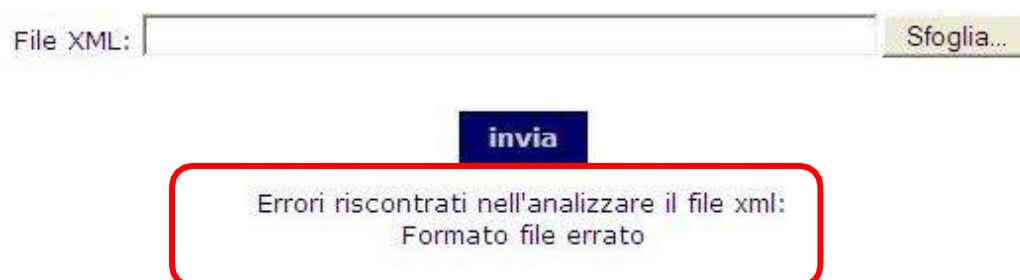 File XML: Sfoglia...
invia
Errori riscontrati nell'analizzare il file xml:
Formato file errato